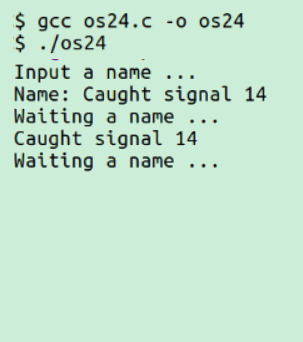 $ gcc os24.c -o os24
$ ./os24
Input a name ...
Name: Caught signal 14
Waiting a name ...
Caught signal 14
Waiting a name ...